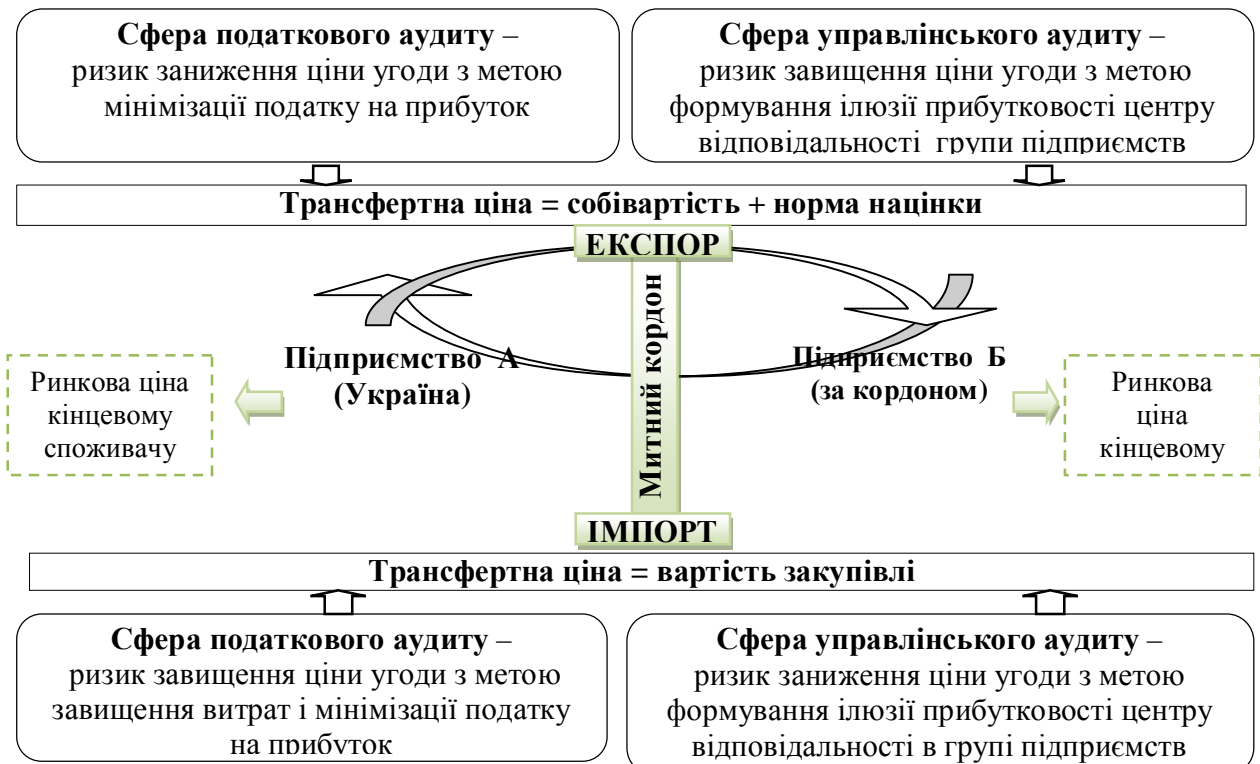 Сфера податкового аудиту –
ризик заниження ціни угоди з метою
мінімізації податку на прибуток
Сфера управлінського аудиту –
ризик завищення ціни угоди з метою
формування ілюзії прибутковості центру
відповідальності групи підприємств
Трансфертна ціна = собівартість + норма націнки
ЕКСПОР
Митний кордон
Підприємство А
(Україна)
Підприємство Б
(за кордоном)
Ринкова ціна
кінцевому
споживачу
Ринкова
ціна
кінцевому
ІМПОРТ
Трансфертна ціна = вартість закупівлі
Сфера податкового аудиту –
ризик завищення ціни угоди з метою
завищення витрат і мінімізації податку
на прибуток
Сфера управлінського аудиту –
ризик заниження ціни угоди з метою
формування ілюзії прибутковості центру
відповідальності в групі підприємств